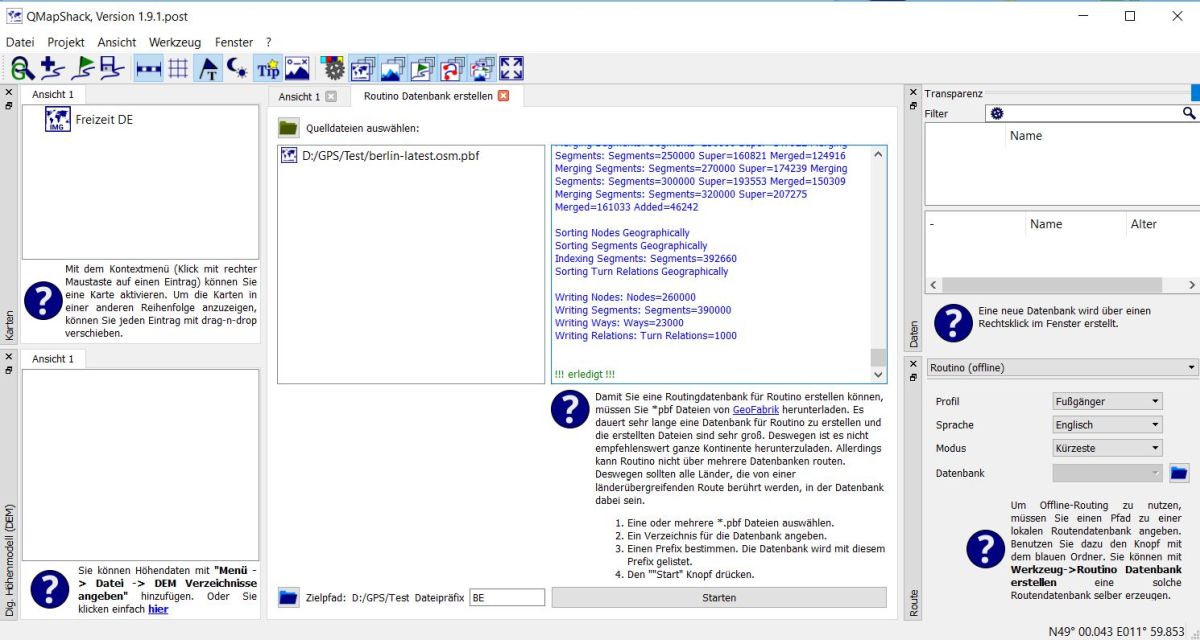 QMapShack, Version 1.9.1.post
Datei Projekt Ansicht Werkzeug Fenster ?
Tip
Ansicht 1
IMG Freizeit DE
Mit dem Kontextmenü (Klick mit rechter
Maustaste auf einen Eintrag) können Sie
eine Karte aktivieren. Um die Karten in
einer anderen Reihenfolge anzuzeigen,
können Sie jeden Eintrag mit drag-n-drop
verschieben.
Karten
Ansicht 1
Sie können Höhendaten mit "Menü -
> Datei -> DEM Verzeichnisse
angeben" hinzufügen. Oder Sie
klicken einfach hier
Dig. Höhenmodell (DEM)
Ansicht 1
Routino Datenbank erstellen
Quelldateien auswählen:
D:/GPS/Test/berlin-latest.osm.pbf
Segments: Segments=250000 Super=160821 Merged=124916
Merging Segments: Segments=270000 Super=174239 Merging
Segments: Segments=300000 Super=193553 Merged=150309
Merging Segments: Segments=320000 Super=207275
Merged=161033 Added=46242
Sorting Nodes Geographically
Sorting Segments Geographically
Indexing Segments: Segments=392660
Sorting Turn Relations Geographically
Writing Nodes: Nodes=260000
Writing Segments: Segments=390000
Writing Ways: Ways=23000
Writing Relations: Turn Relations=1000
!!! erledigt !!!
Damit Sie eine Routingdatenbank für Routino erstellen können,
müssen Sie *pbf Dateien von GeoFabrik herunterladen. Es
dauert sehr lange eine Datenbank für Routino zu erstellen und
die erstellten Dateien sind sehr groß. Deswegen ist es nicht
empfehlenswert ganze Kontinente herunterzuladen. Allerdings
kann Routino nicht über mehrere Datenbanken routen.
Deswegen sollten alle Länder, die von einer
länderübergreifenden Route berührt werden, in der Datenbank
dabei sein.
1. Eine oder mehrere *.pbf Dateien auswählen.
2. Ein Verzeichnis für die Datenbank angeben.
3. Einen Prefix bestimmen. Die Datenbank wird mit diesem
Prefix gelistet.
4. Den ""Start" Knopf drücken.
Zielpfad: D:/GPS/Test Dateipräfix BE
Starten
Transparenz
Filter
Name
- Name Alter
Eine neue Datenbank wird über einen
Rechtsklick im Fenster erstellt.
Daten
Routino (offline)
Profil Fußgänger
Sprache Englisch
Modus Kürzeste
Datenbank
Um Offline-Routing zu nutzen,
müssen Sie einen Pfad zu einer
lokalen Routendatenbank angeben.
Benutzen Sie dazu den Knopf mit
dem blauen Ordner. Sie können mit
Werkzeug->Routino Datenbank
erstellen eine solche
Routendatenbank selber erzeugen.
Route
N49° 00.043 E011° 59.853